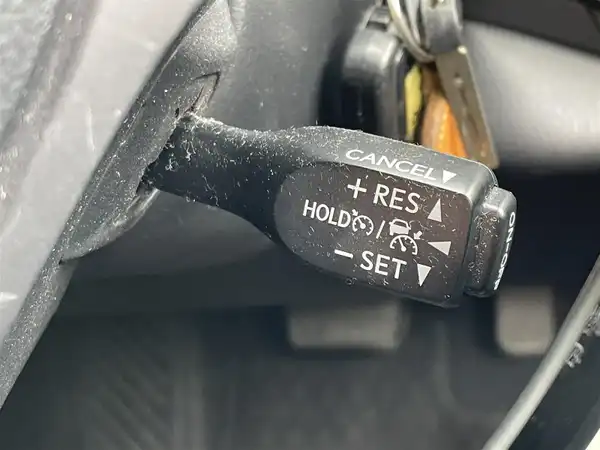 CANCEL▼
+ RES ▲
HOLD / ◀
− SET ▼